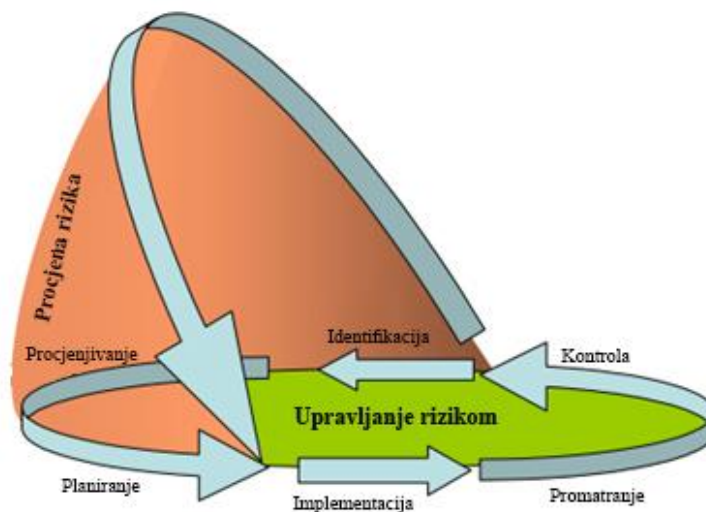 Procjena rizika
Identifikacija
Procjenjivanje
Kontrola
Upravljanje rizikom
Planiranje
Implementacija
Promatranje